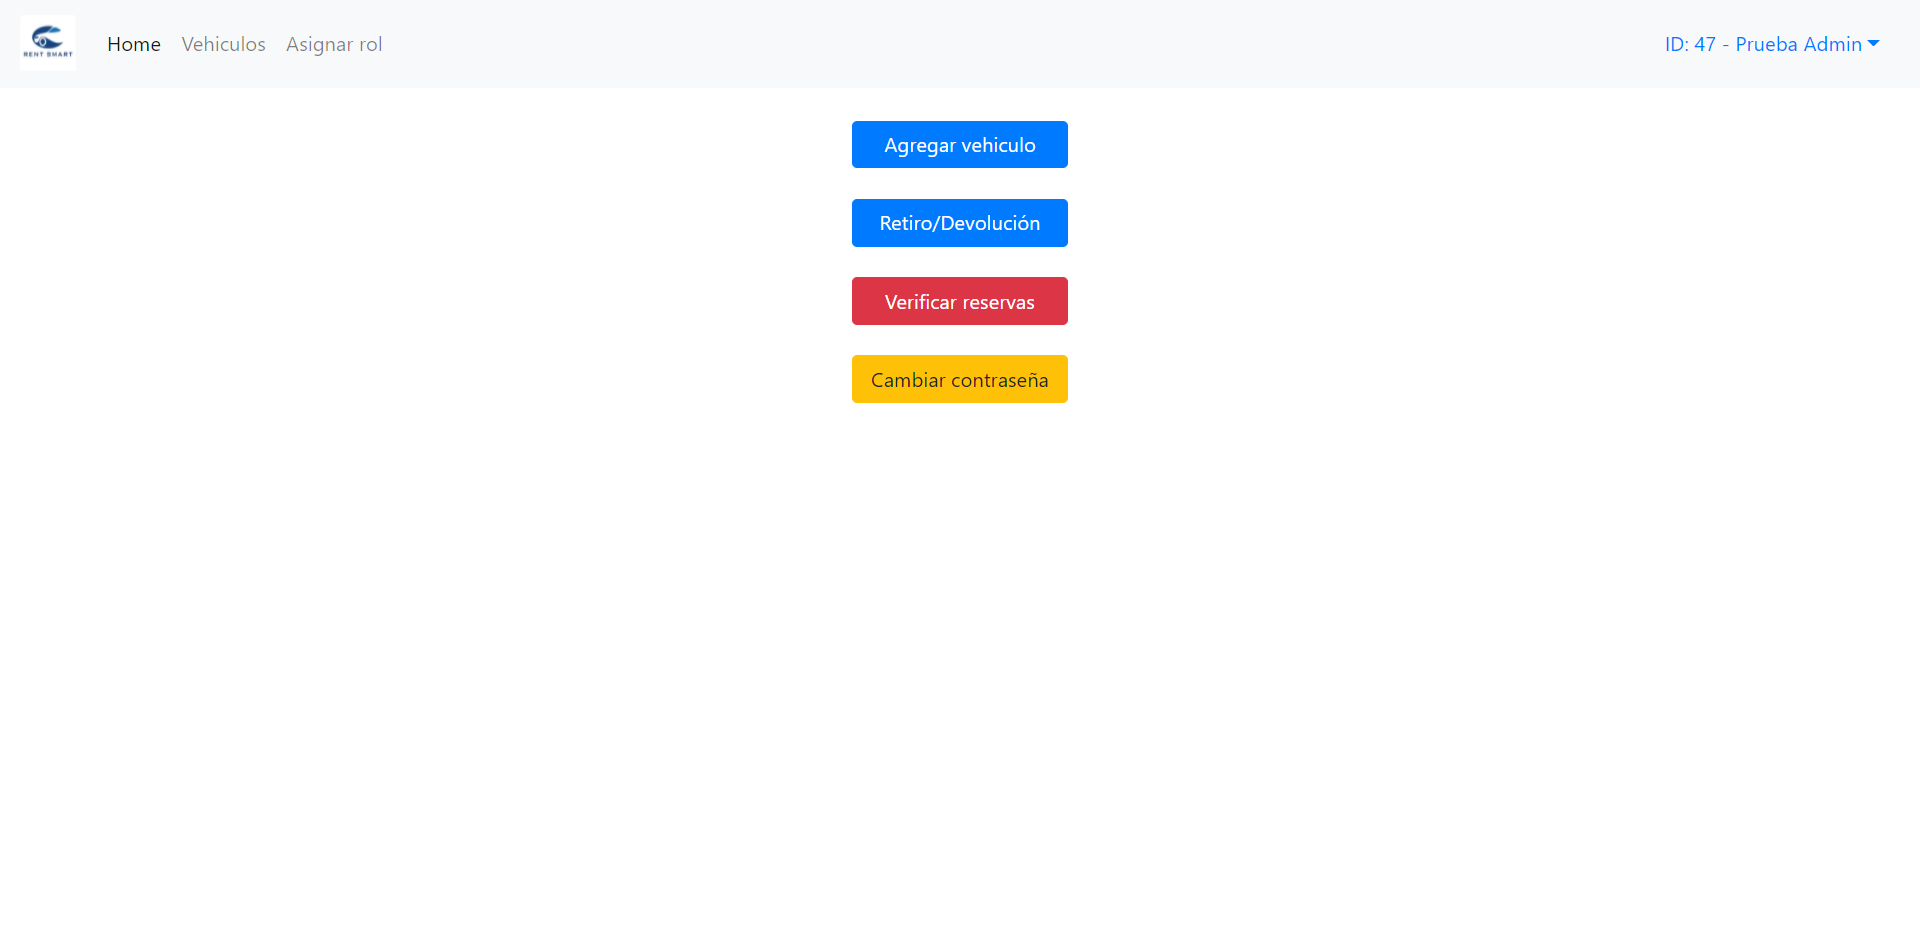 RENT SMART
Home Vehiculos Asignar rol
ID: 47 - Prueba Admin
Agregar vehiculo
Retiro/Devolución
Verificar reservas
Cambiar contraseña